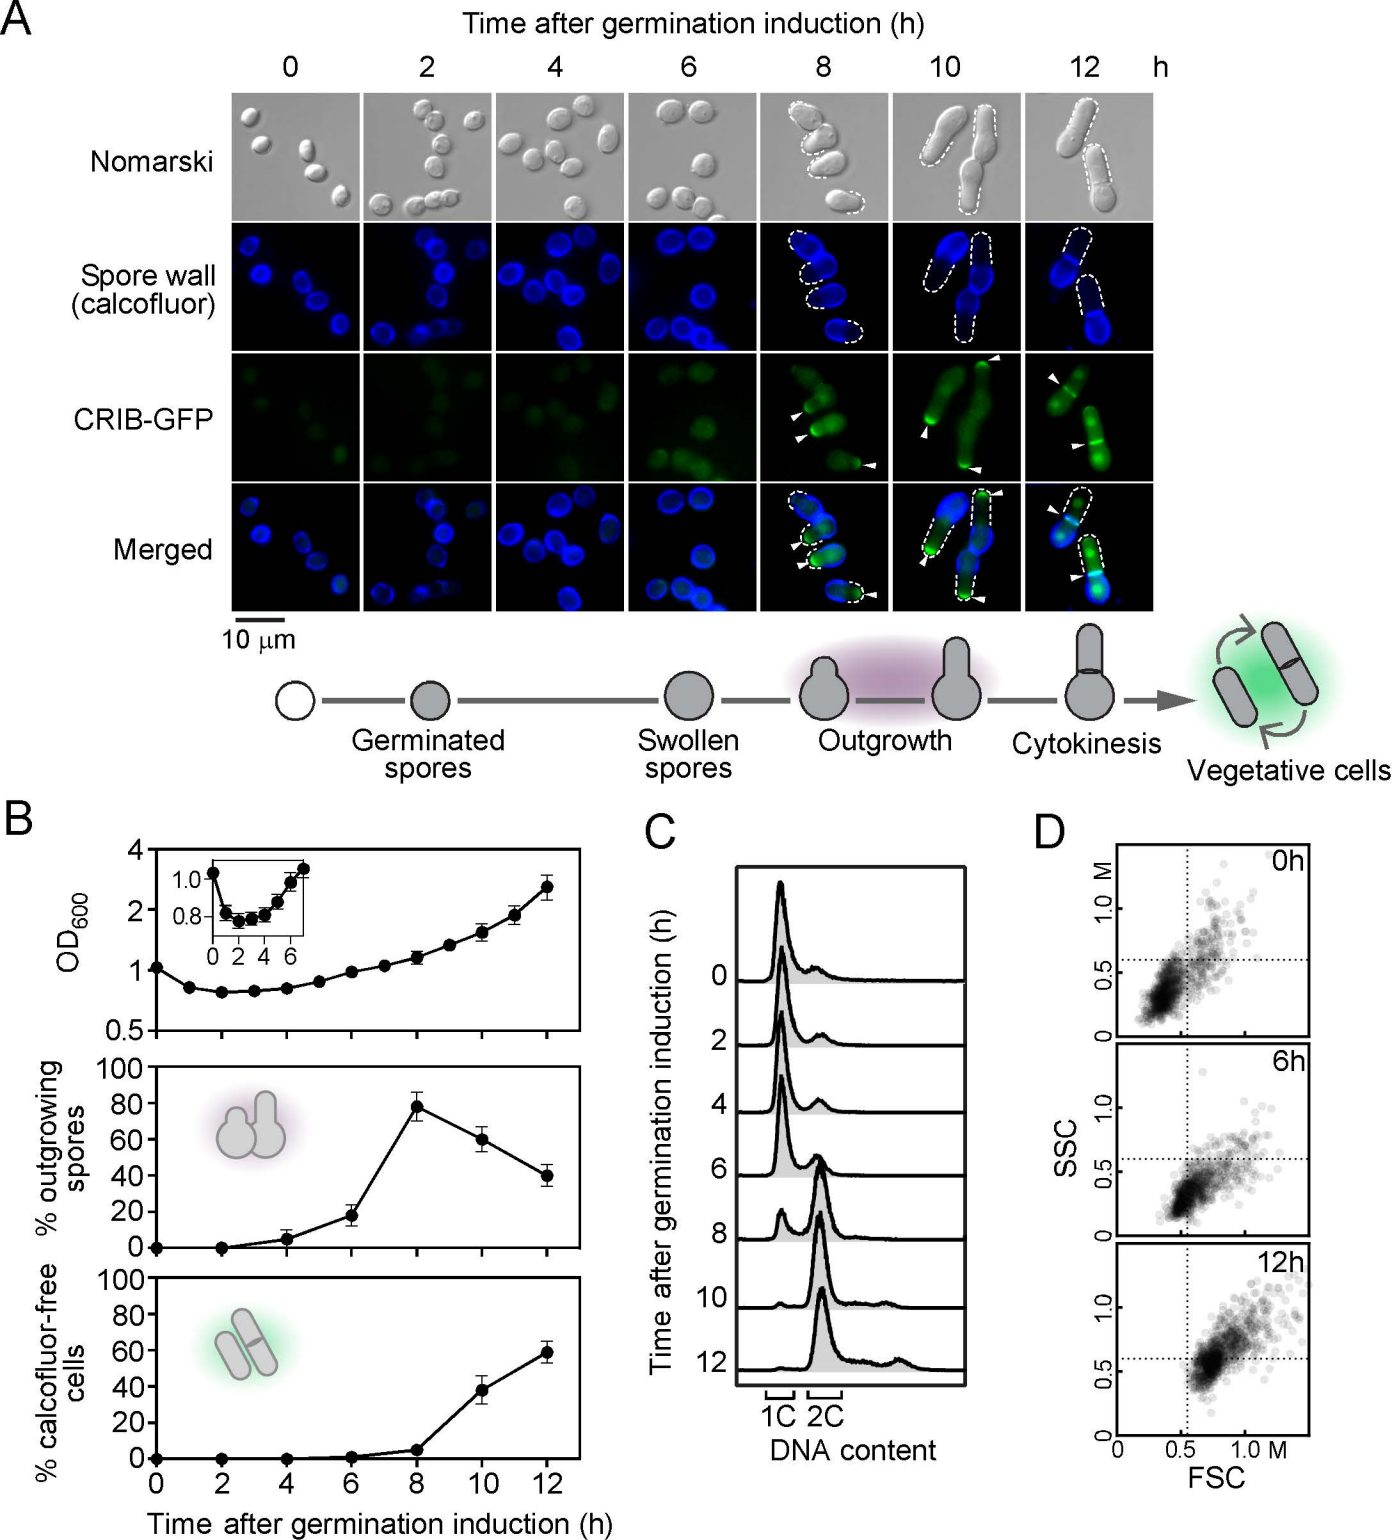 A
Time after germination induction (h)
0 2 4 6 8 10 12 h
Nomarski
Spore wall
(calcofluor)
CRIB-GFP
Merged
10 μm
Germinated
spores
Swollen
spores
Outgrowth
Cytokinesis
Vegetative cells
B
OD600
4
2
1
0.5
1.0
0.8
0 2 4 6
% outgrowing
spores
100
80
60
40
20
0
% calcofluor-free
cells
100
80
60
40
20
0
0 2 4 6 8 10 12
Time after germination induction (h)
C
Time after germination induction (h)
0
2
4
6
8
10
12
1C 2C
DNA content
D
SSC
0h
1.0 M
0.5
0
6h
1.0
0.5
0
12h
1.0
0.5
0
0 0.5 1.0 M
FSC